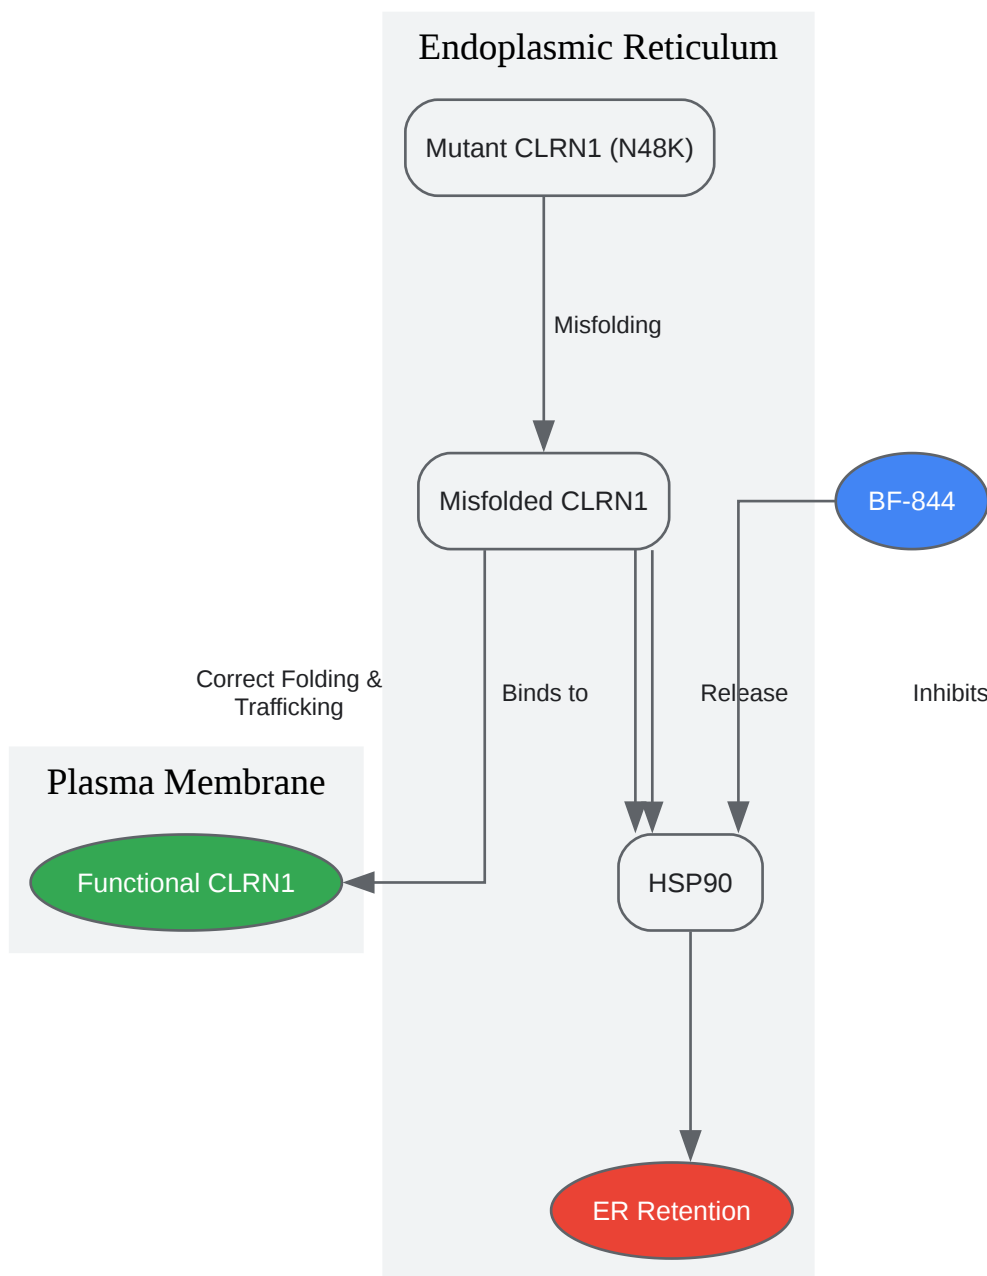 Endoplasmic Reticulum
Mutant CLRN1 (N48K)
Misfolding
Misfolded CLRN1
BF-844
Correct Folding &
Trafficking
Binds to
Release
Inhibits
Plasma Membrane
Functional CLRN1
HSP90
ER Retention